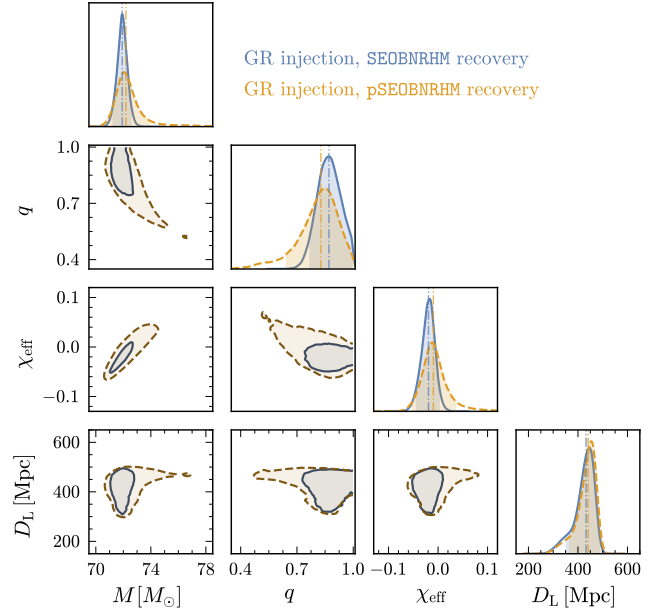 GR injection, SEOBNRHM recovery
GR injection, pSEOBNRHM recovery
1.0
0.7
0.4
q
0.1
0.0
−0.1
χeff
600
400
200
DL [Mpc]
70 74 78
0.4 0.7 1.0
−0.1 0.0 0.1
200 400 600
M[M⊙]
q
χeff
DL [Mpc]